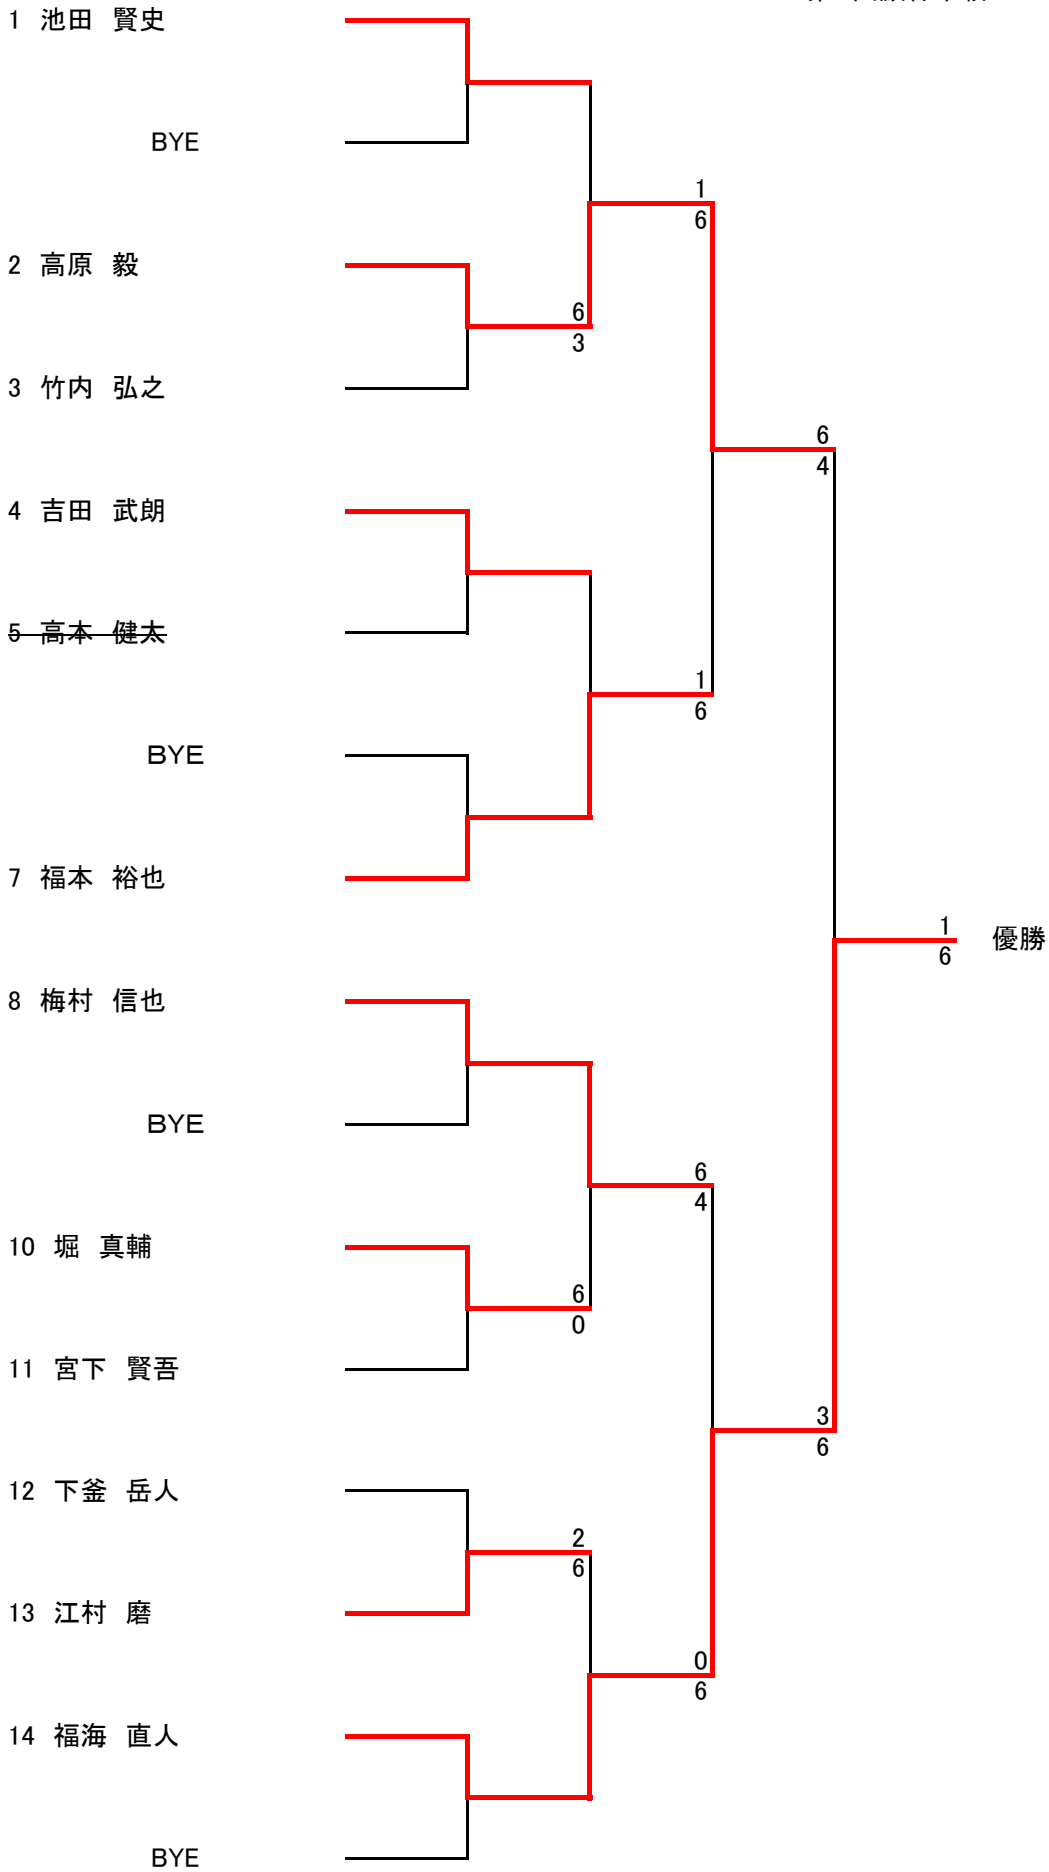 1 池田 賢史
BYE
1
6
2 高原 毅
6
3
3 竹内 弘之
6
4
4 吉田 武朗
5 高本 健太
1
6
BYE
7 福本 裕也
1
6 優勝
8 梅村 信也
BYE
6
4
10 堀 真輔
6
0
11 宮下 賢吾
3
6
12 下釜 岳人
2
6
13 江村 磨
0
6
14 福海 直人
BYE